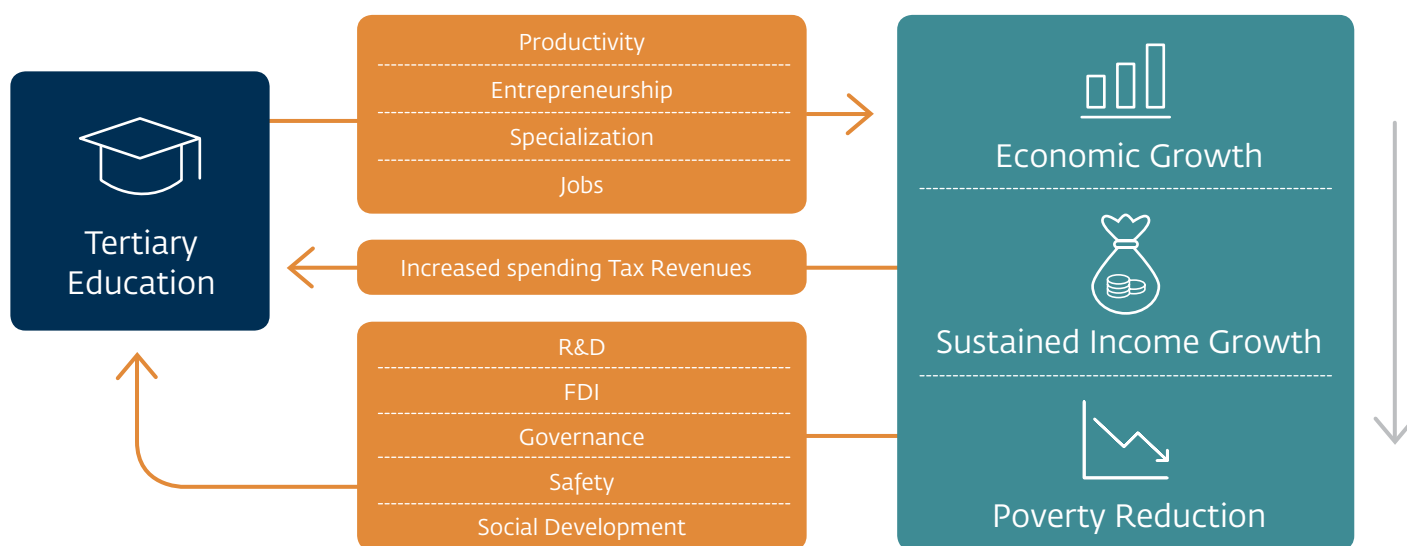 Tertiary
Education
Productivity
Entrepreneurship
Specialization
Jobs
Increased spending Tax Revenues
R&D
FDI
Governance
Safety
Social Development
Economic Growth
Sustained Income Growth
Poverty Reduction